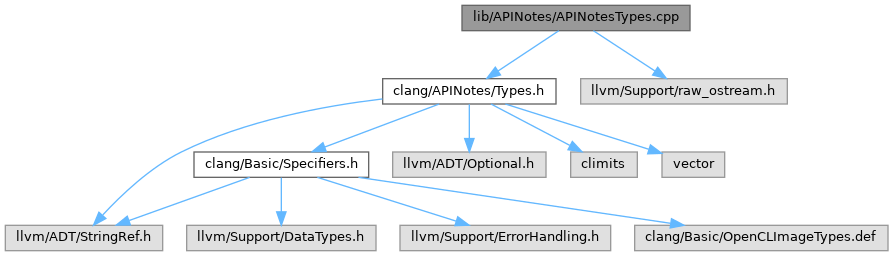 lib/APINotes/APINotesTypes.cpp
clang/APINotes/Types.h
llvm/Support/raw_ostream.h
clang/Basic/Specifiers.h
llvm/ADT/Optional.h
climits
vector
llvm/ADT/StringRef.h
llvm/Support/DataTypes.h
llvm/Support/ErrorHandling.h
clang/Basic/OpenCLImageTypes.def